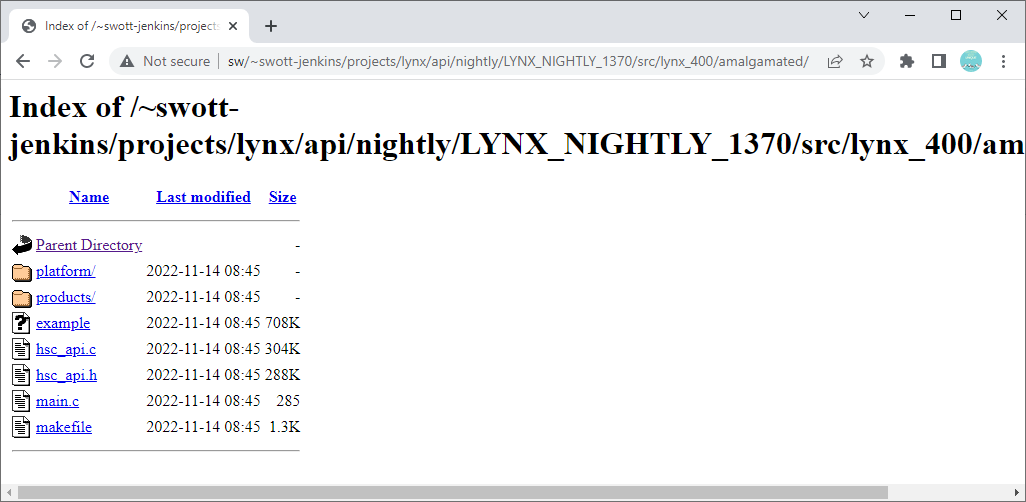 Index of /~swott-jenkins/projects
Not secure sw/~swott-jenkins/projects/lynx/api/nightly/LYNX_NIGHTLY_1370/src/lynx_400/amalgamated/
Index of /~swott-
jenkins/projects/lynx/api/nightly/LYNX_NIGHTLY_1370/src/lynx_400/am
Name Last modified Size
Parent Directory -
platform/ 2022-11-14 08:45 -
products/ 2022-11-14 08:45 -
example 2022-11-14 08:45 708K
hsc_api.c 2022-11-14 08:45 304K
hsc_api.h 2022-11-14 08:45 288K
main.c 2022-11-14 08:45 285
makefile 2022-11-14 08:45 1.3K